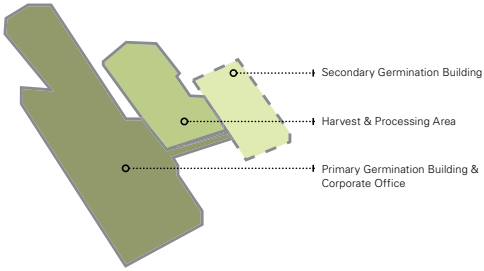 Secondary Germination Building
Harvest & Processing Area
Primary Germination Building &
Corporate Office